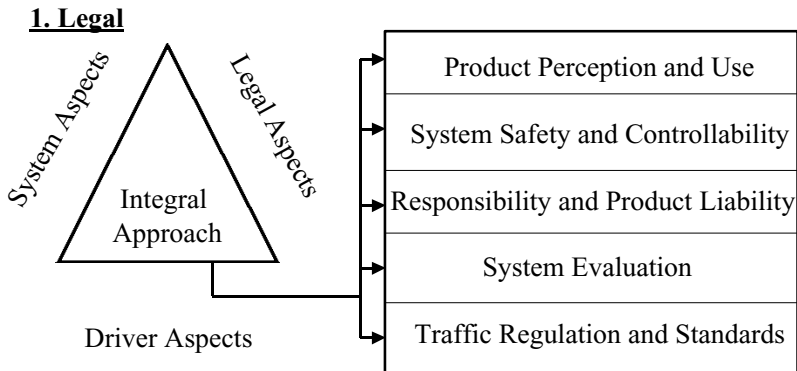 1. Legal
System Aspects
Legal Aspects
Integral
Approach
Driver Aspects
Product Perception and Use
System Safety and Controllability
Responsibility and Product Liability
System Evaluation
Traffic Regulation and Standards